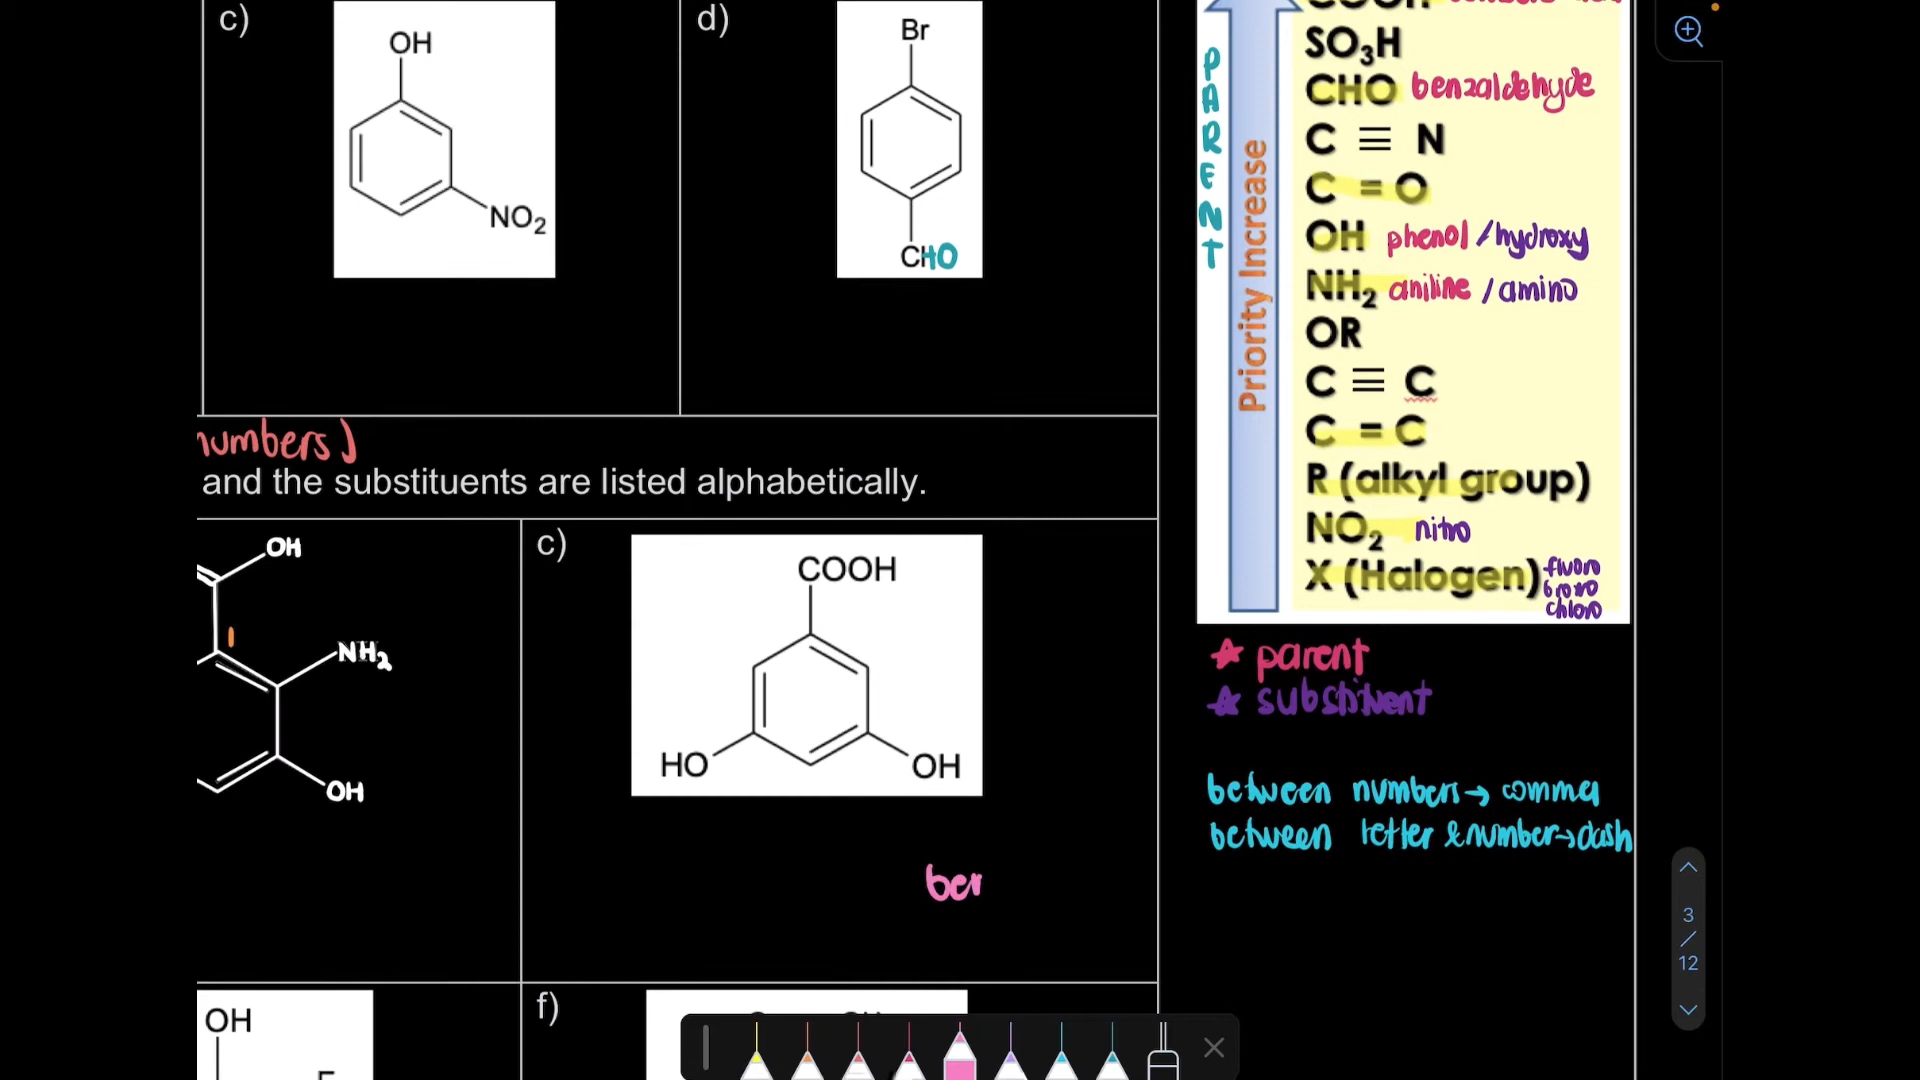 c)
OH
NO2
d)
Br
CHO
numbers)
and the substituents are listed alphabetically.
OH
1
NH2
OH
c)
COOH
HO
OH
ber
OH
F
f)
PARENT
Priority Increase
SO3H
CHO benzaldehyde
C ≡ N
C = O
OH phenol / hydroxy
NH2 aniline / amino
OR
C ≡ C
C = C
R (alkyl group)
NO2 nitro
X (Halogen) fluoro
bromo
chloro
☆ parent
☆ substituent
between numbers → comma
between letter & number → dash
3
/
12